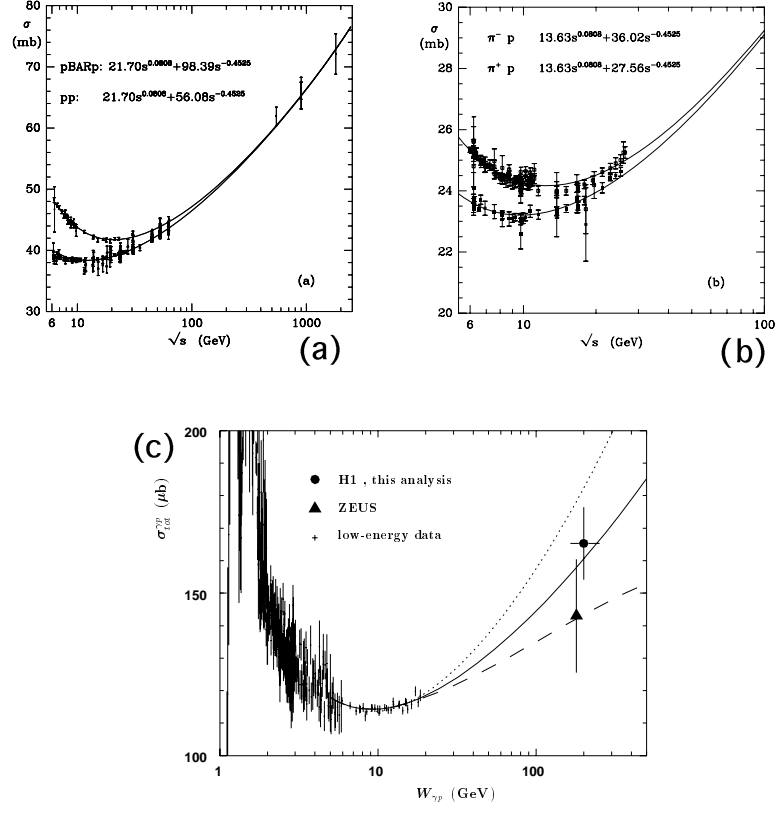 80
70
60
50
40
30
σ
(mb)
pBARp: 21.70s^0.0808+98.39s^-0.4525
pp: 21.70s^0.0808+56.08s^-0.4525
(a)
6 10 100 1000
√s (GeV)
(a)
30
28
26
24
22
20
σ
(mb)
π⁻ p 13.63s^0.0808+36.02s^-0.4525
π⁺ p 13.63s^0.0808+27.56s^-0.4525
(b)
6 10 100
√s (GeV)
(b)
(c)
200
150
100
σ^γp_tot (μb)
H1 , this analysis
ZEUS
low-energy data
1 10 100
W_γp (GeV)